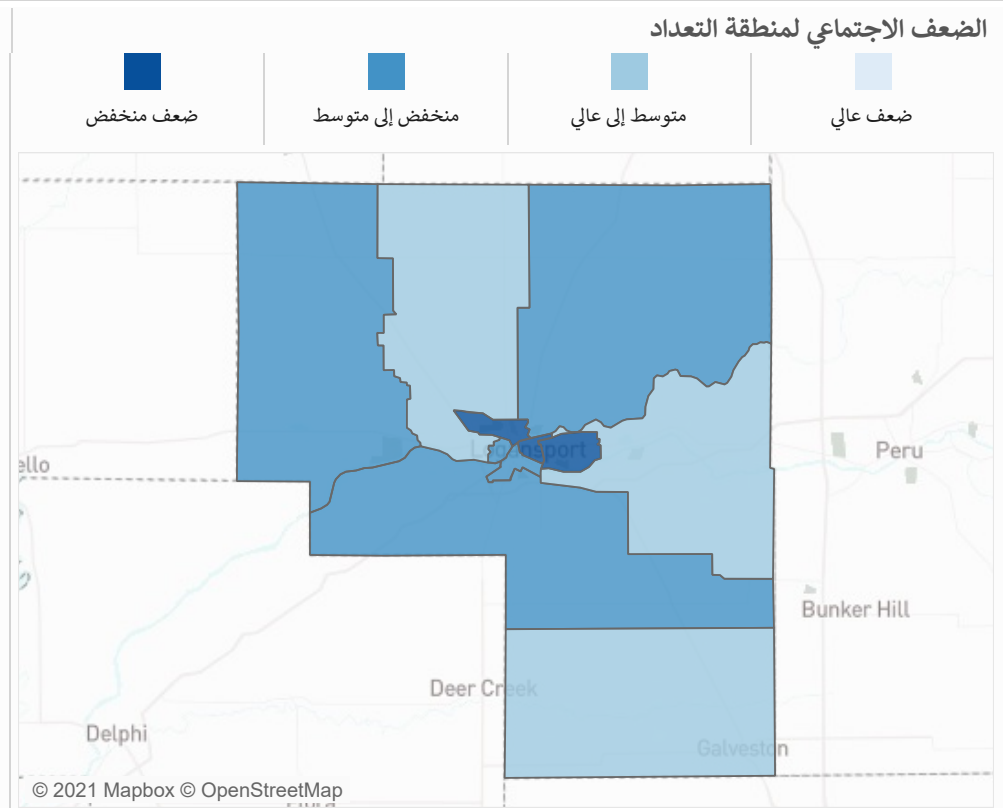 الضعف الاجتماعي لمنطقة التعداد
ضعف عالي
متوسط إلى عالي
منخفض إلى متوسط
ضعف منخفض
Logansport
Peru
ello
Bunker Hill
Deer Creek
Delphi
Galveston
© 2021 Mapbox © OpenStreetMap